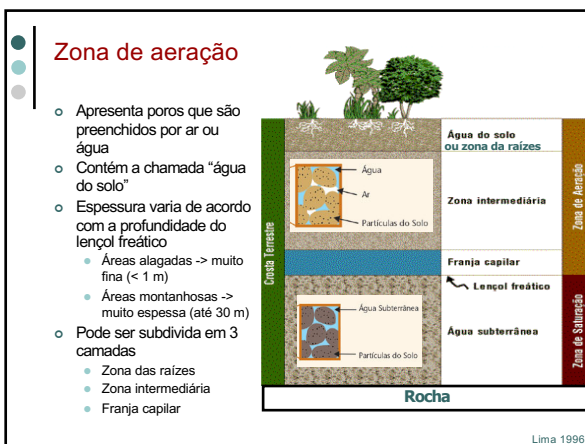 Zona de aeração
Apresenta poros que são
preenchidos por ar ou
água
Contém a chamada “água
do solo”
Espessura varia de acordo
com a profundidade do
lençol freático
Áreas alagadas -> muito
fina (< 1 m)
Áreas montanhosas ->
muito espessa (até 30 m)
Pode ser subdivida em 3
camadas
Zona das raízes
Zona intermediária
Franja capilar
Crosta Terrestre
Água do solo
ou zona da raízes
Água
Ar
Partículas do Solo
Zona intermediária
Zona de Aeração
Franja capilar
Lençol freático
Água Subterrânea
Partículas do Solo
Água subterrânea
Zona de Saturação
Rocha
Lima 1996